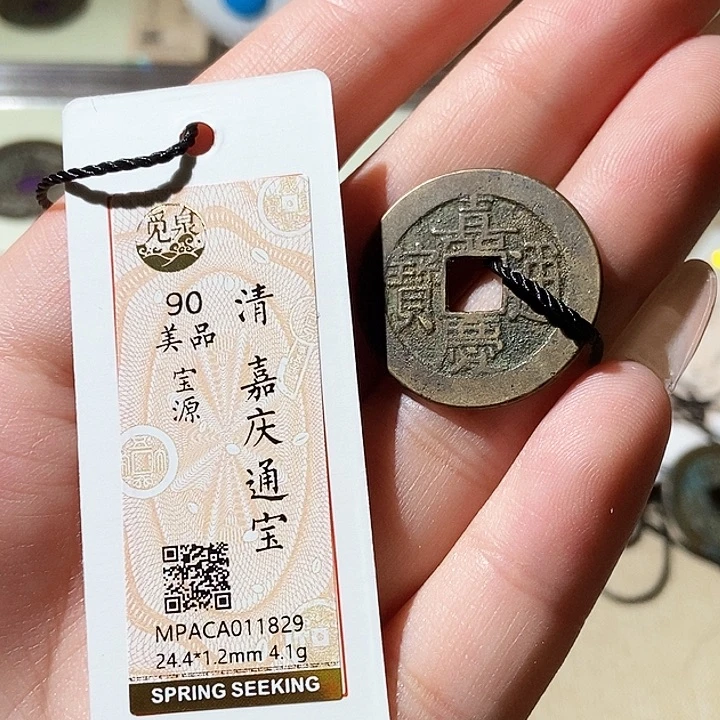 觅泉
清 嘉庆通宝
90
美品
宝源
MPACA011829
24.4*1.2mm 4.1g
SPRING SEEKING
嘉慶通寶